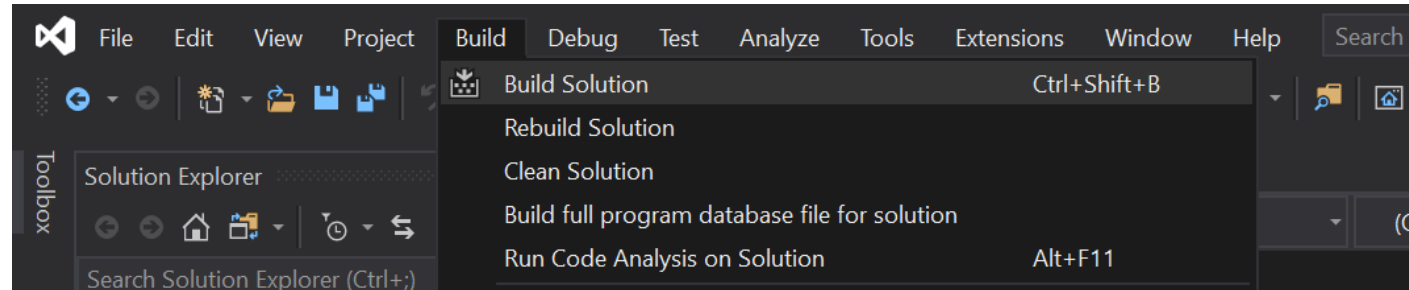 File Edit View Project Build Debug Test Analyze Tools Extensions Window Help Search
Build Solution Ctrl+Shift+B
Rebuild Solution
Clean Solution
Build full program database file for solution
Run Code Analysis on Solution Alt+F11
Toolbox
Solution Explorer
Search Solution Explorer (Ctrl+;)